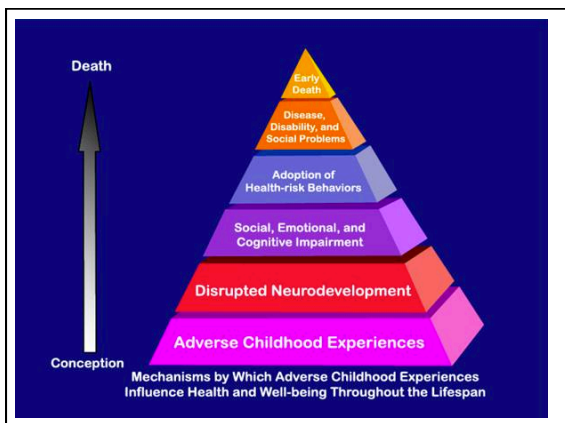 Death
Early
Death
Disease,
Disability, and
Social Problems
Adoption of
Health-risk Behaviors
Social, Emotional, and
Cognitive Impairment
Disrupted Neurodevelopment
Adverse Childhood Experiences
Conception
Mechanisms by Which Adverse Childhood Experiences
Influence Health and Well-being Throughout the Lifespan